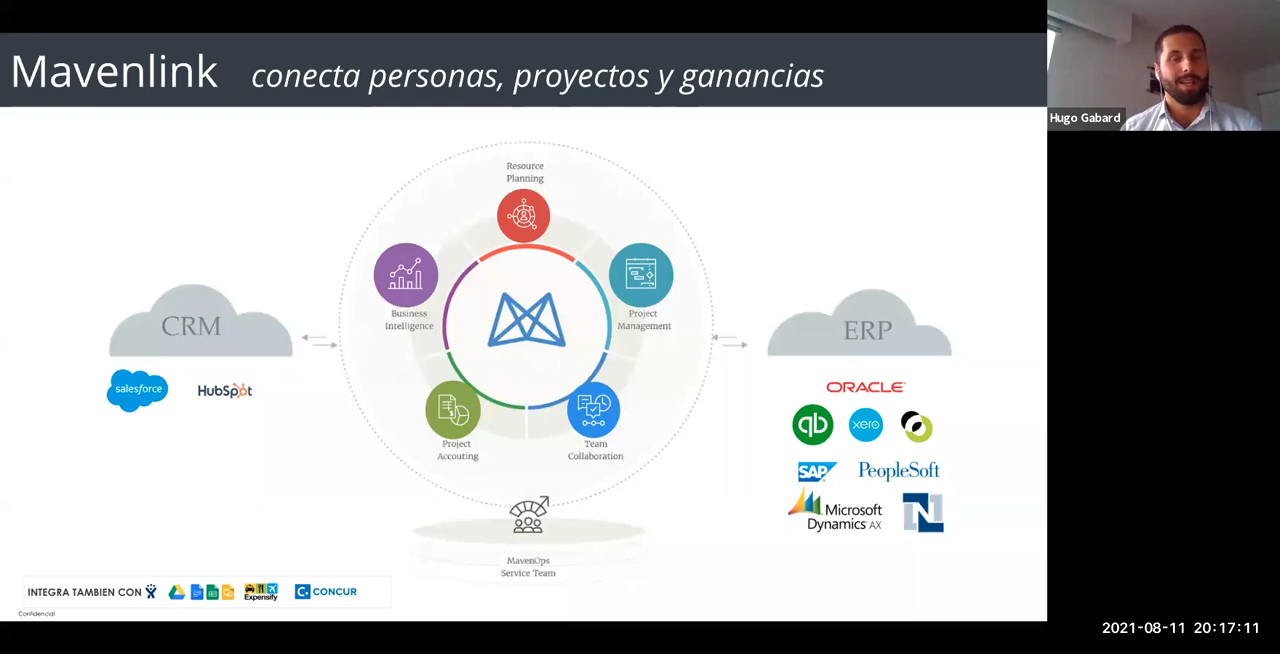 Mavenlink conecta personas, proyectos y ganancias
Hugo Gabard
Resource
Planning
Business
Intelligence
Project
Management
CRM
ERP
salesforce
HubSpot
ORACLE
qb
xero
SAP
PeopleSoft
Microsoft
Dynamics AX
N
Project
Accouting
Team
Collaboration
MavenOps
Service Team
INTEGRA TAMBIEN CON
Expensify
C.
CONCUR
Confidencial
2021-08-11 20:17:11